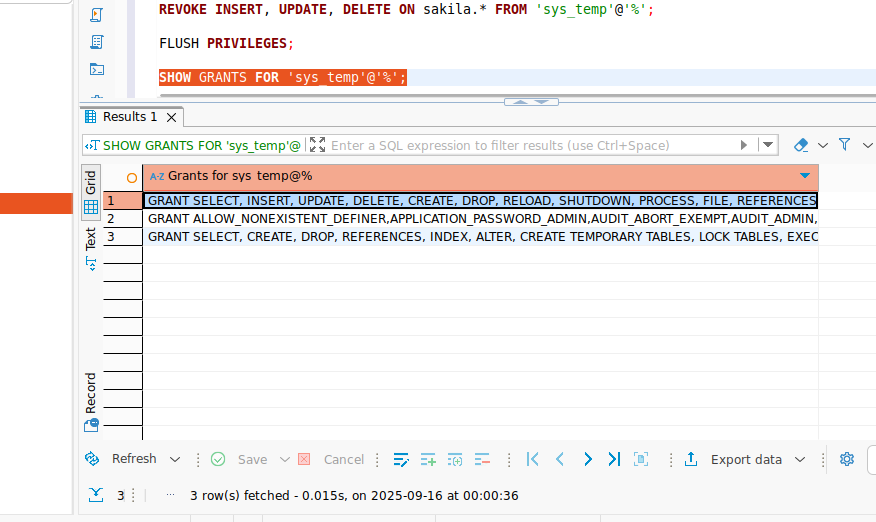 REVOKE INSERT, UPDATE, DELETE ON sakila.* FROM 'sys_temp'@'%';
FLUSH PRIVILEGES;
SHOW GRANTS FOR 'sys_temp'@'%';
Results 1
SHOW GRANTS FOR 'sys_temp'@
Enter a SQL expression to filter results (use Ctrl+Space)
Grid
A-Z Grants for sys_temp@%
1 GRANT SELECT, INSERT, UPDATE, DELETE, CREATE, DROP, RELOAD, SHUTDOWN, PROCESS, FILE, REFERENCES
2 GRANT ALLOW_NONEXISTENT_DEFINER,APPLICATION_PASSWORD_ADMIN,AUDIT_ABORT_EXEMPT,AUDIT_ADMIN,
3 GRANT SELECT, CREATE, DROP, REFERENCES, INDEX, ALTER, CREATE TEMPORARY TABLES, LOCK TABLES, EXEC
Text
Record
Refresh Save Cancel Export data
3 ... 3 row(s) fetched - 0.015s, on 2025-09-16 at 00:00:36